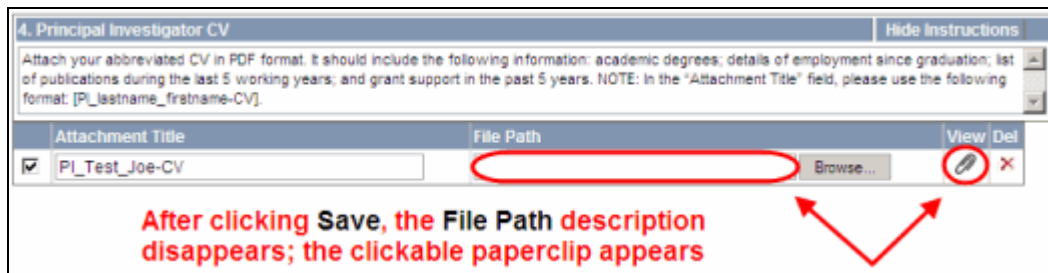 4. Principal Investigator CV Hide Instructions
Attach your abbreviated CV in PDF format. It should include the following information: academic degrees; details of employment since graduation; list
of publications during the last 5 working years; and grant support in the past 5 years. NOTE: In the "Attachment Title" field, please use the following
format: [PI_lastname_firstname-CV].
Attachment Title File Path View Del
PI_Test_Joe-CV Browse...
After clicking Save, the File Path description
disappears; the clickable paperclip appears